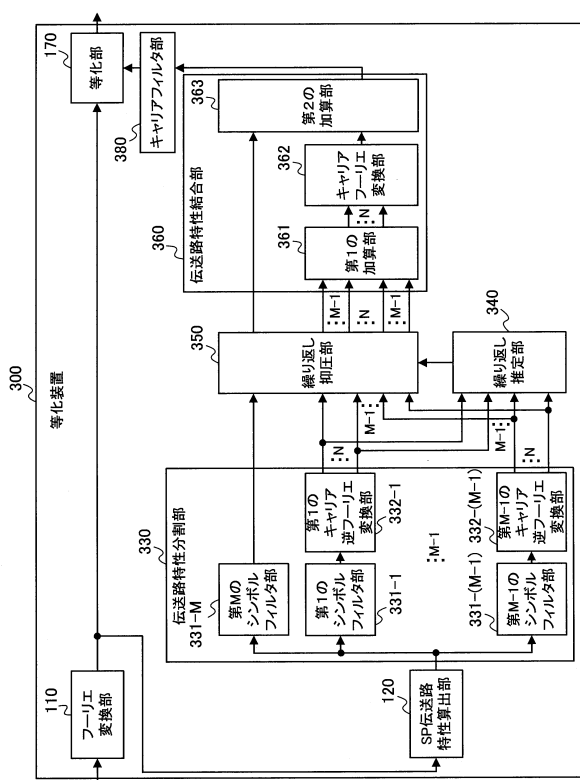 300
等化装置
110
フーリエ
変換部
120
SP伝送路
特性算出部
330
伝送路特性分割部
331-M
第Mの
シンボル
フィルタ部
第1の
シンボル
フィルタ部
331-1
第1の
キャリア
逆フーリエ
変換部
332-1
⋮M-1
331-(M-1)
第M-1の
シンボル
フィルタ部
332-(M-1)
第M-1の
キャリア
逆フーリエ
変換部
⋮N
M-1⋮
M-1⋮
⋮N
350
繰り返し
抑圧部
340
繰り返し
推定部
⋮M-1
⋮N
⋮M-1
360
伝送路特性結合部
361
第1の
加算部
⋮N
362
キャリア
フーリエ
変換部
363
第2の
加算部
380
キャリアフィルタ部
170
等化部